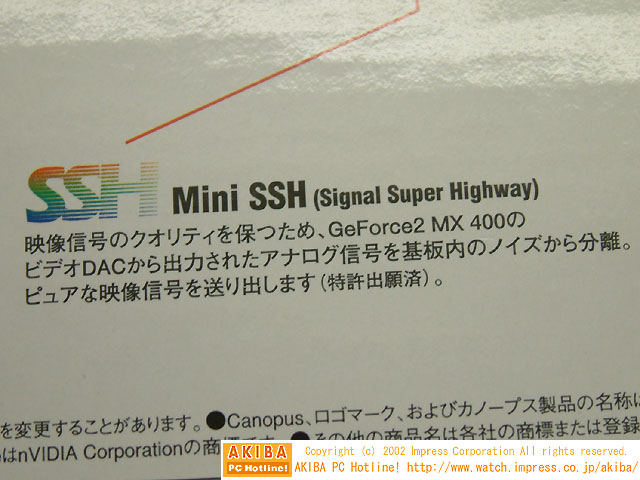 SSH Mini SSH (Signal Super Highway)
映像信号のクオリティを保つため、GeForce2 MX 400の
ビデオDACから出力されたアナログ信号を基板内のノイズから分離。
ピュアな映像信号を送り出します(特許出願済)。
を変更することがあります。●Canopus、ロゴマーク、およびカノープス製品の名称は
はnVIDIA Corporationの商標です。●その他の商品名は各社の商標または登録
AKIBA PC Hotline!
Copyright (c) 2002 Impress Corporation All rights reserved.
AKIBA PC Hotline! http://www.watch.impress.co.jp/akiba/